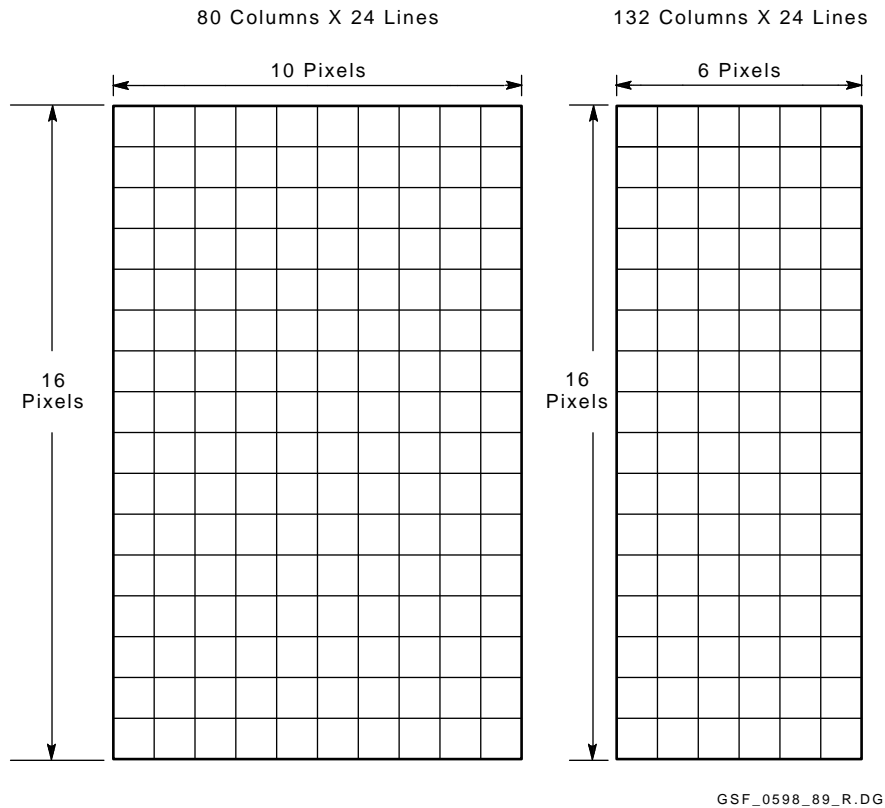 80 Columns X 24 Lines
132 Columns X 24 Lines
10 Pixels
6 Pixels
16
Pixels
16
Pixels
GSF_0598_89_R.DG